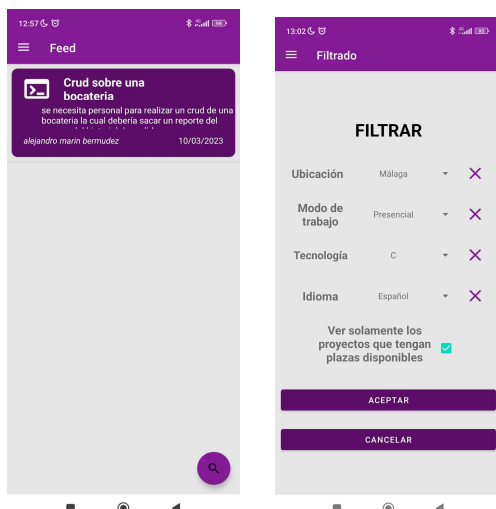 12:57
Feed
Crud sobre una
bocateria
se necesita personal para realizar un crud de una
bocateria la cual debería sacar un reporte del
alejandro marin bermudez 10/03/2023
13:02
Filtrado
FILTRAR
Ubicación Málaga
Modo de
trabajo Presencial
Tecnología C
Idioma Español
Ver solamente los
proyectos que tengan
plazas disponibles
ACEPTAR
CANCELAR